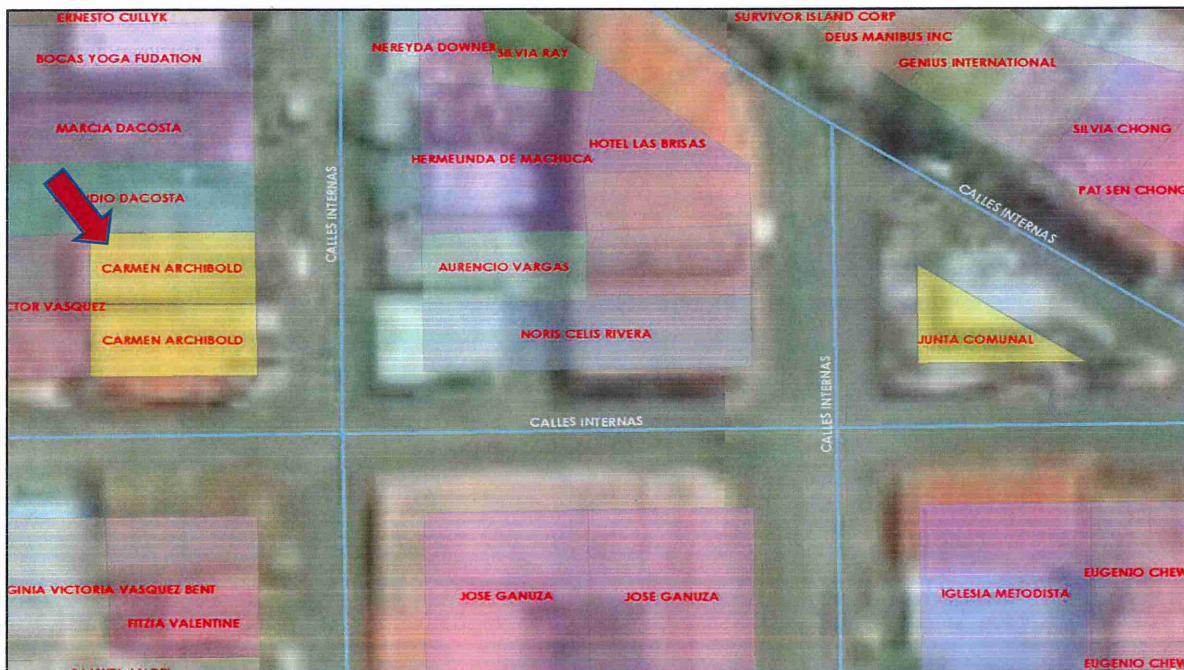 ERNESTO CULLYK
BOCAS YOGA FUDATION
MARCIA DACOSTA
DIO DACOSTA
CARMEN ARCHIBOLD
CTOR VASQUEZ
CARMEN ARCHIBOLD
CALLES INTERNAS
NEREYDA DOWNER
SILVIA RAY
HERMELINDA DE MACHUCA
HOTEL LAS BRISAS
AURENCIO VARGAS
NORIS CELIS RIVERA
SURVIVOR ISLAND CORP
DEUS MANIBUS INC
GENIUS INTERNATIONAL
SILVIA CHONG
PAT SEN CHONG
CALLES INTERNAS
JUNTA COMUNAL
CALLES INTERNAS
CALLES INTERNAS
GINIA VICTORIA VASQUEZ BENT
FITZIA VALENTINE
JOSE GANUZA
JOSE GANUZA
IGLESIA METODISTA
EUGENIO CHEW
EUGENIO CHEW